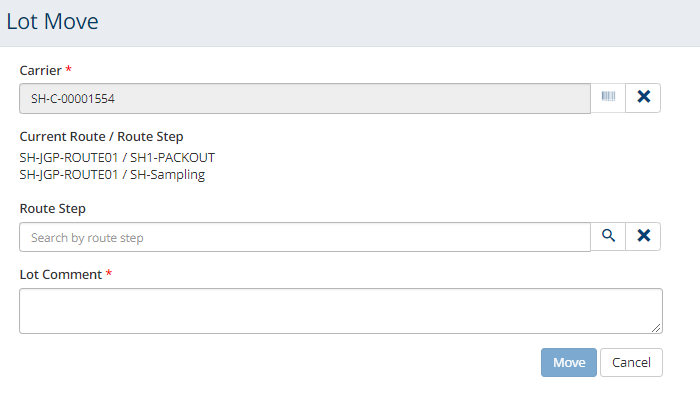 Lot Move
Carrier *
SH-C-00001554
Current Route / Route Step
SH-JGP-ROUTE01 / SH1-PACKOUT
SH-JGP-ROUTE01 / SH-Sampling
Route Step
Search by route step
Lot Comment *
Move Cancel